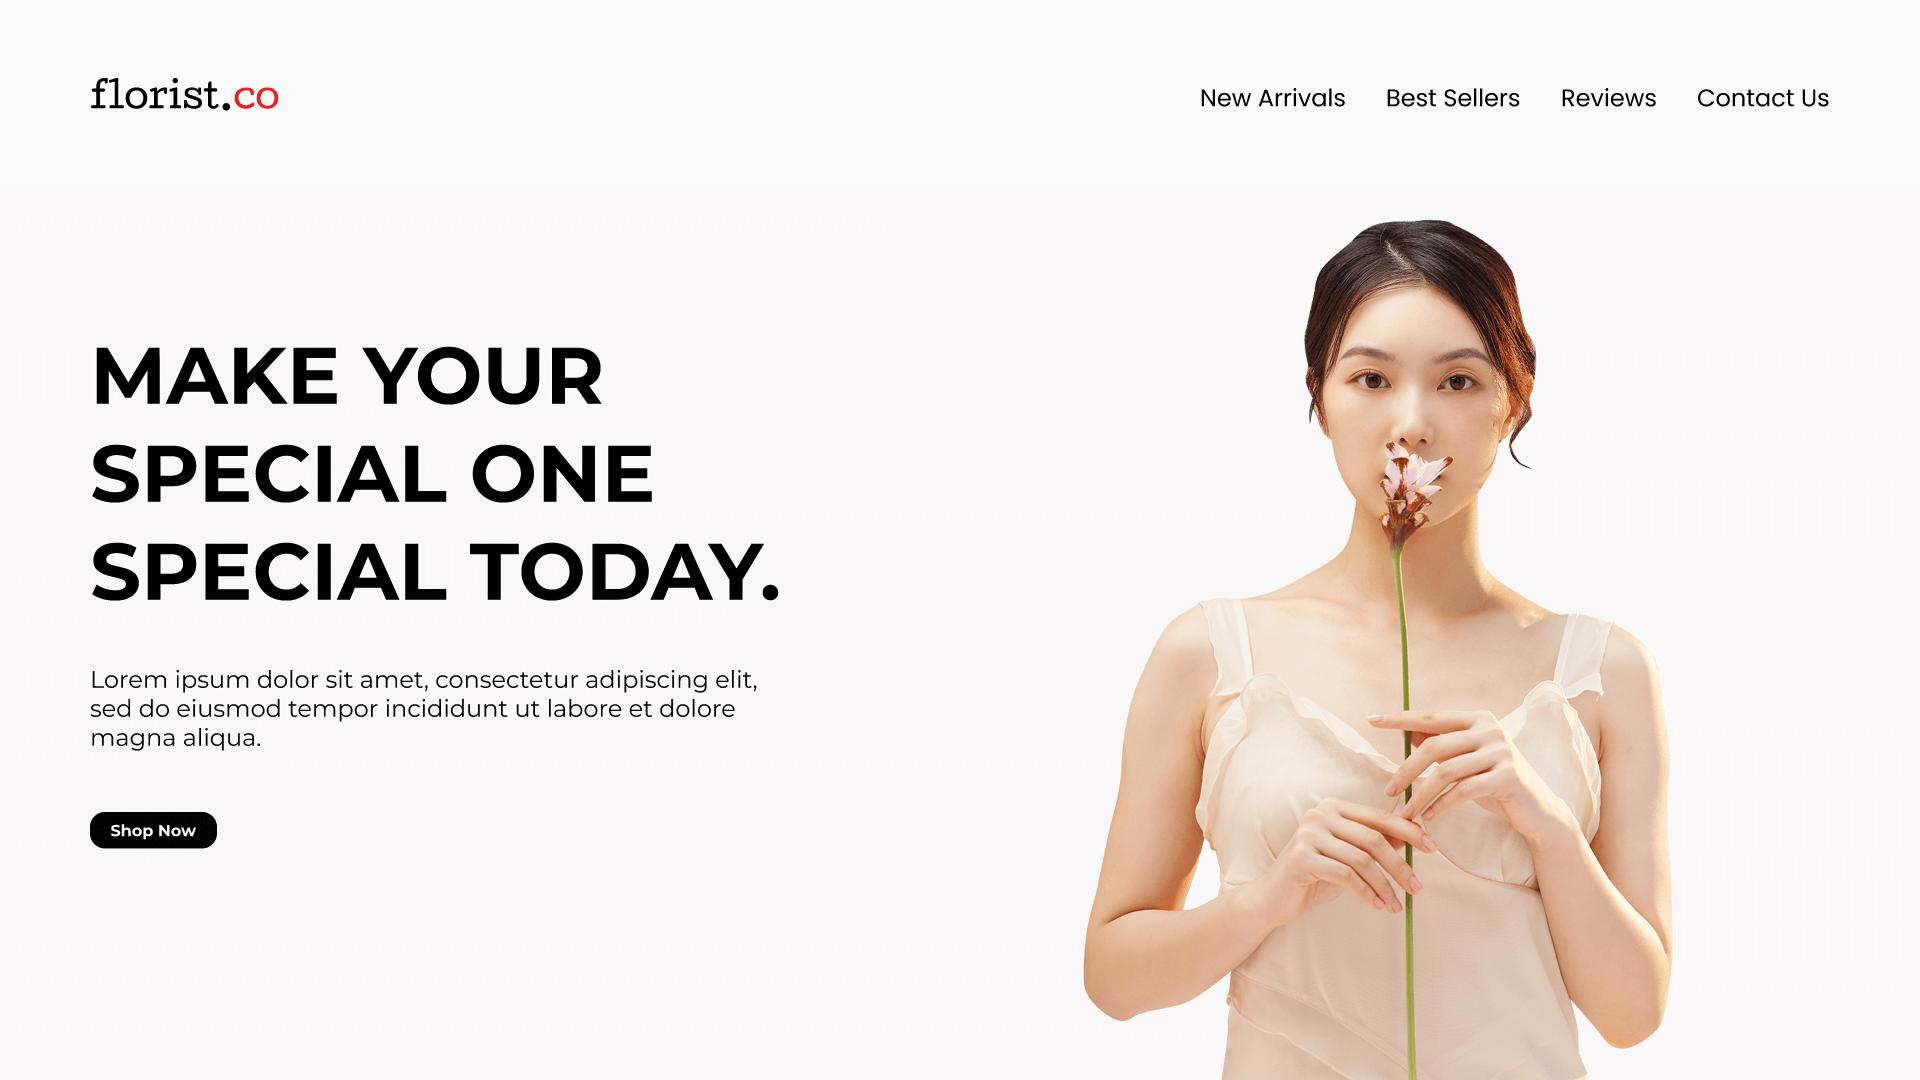 florist.co
New Arrivals Best Sellers Reviews Contact Us
MAKE YOUR
SPECIAL ONE
SPECIAL TODAY.
Lorem ipsum dolor sit amet, consectetur adipiscing elit,
sed do eiusmod tempor incididunt ut labore et dolore
magna aliqua.
Shop Now